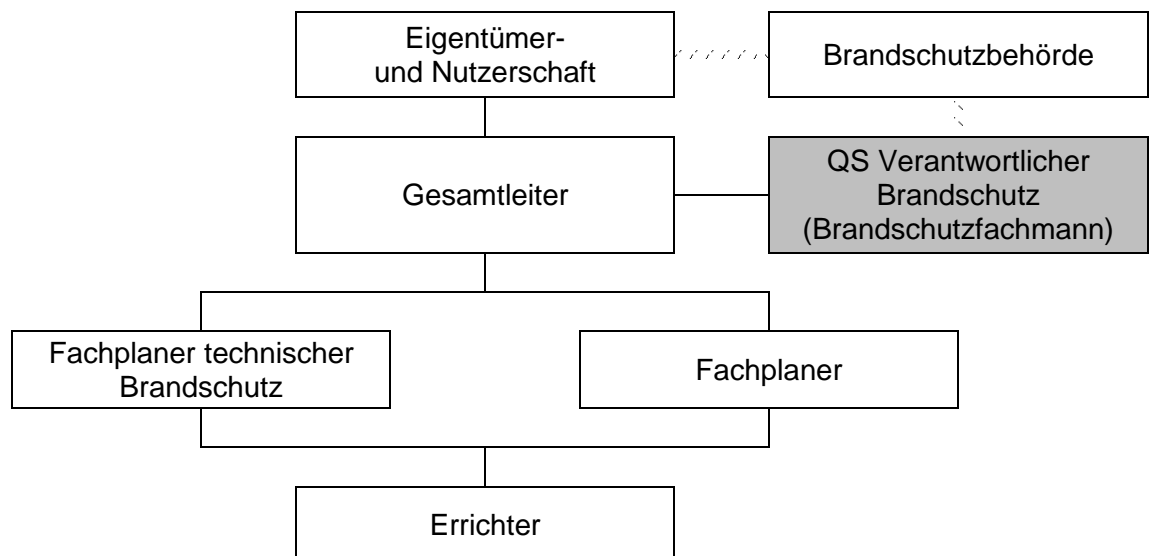 Eigentümer-
und Nutzerschaft
Brandschutzbehörde
Gesamtleiter
QS Verantwortlicher
Brandschutz
(Brandschutzfachmann)
Fachplaner technischer
Brandschutz
Fachplaner
Errichter